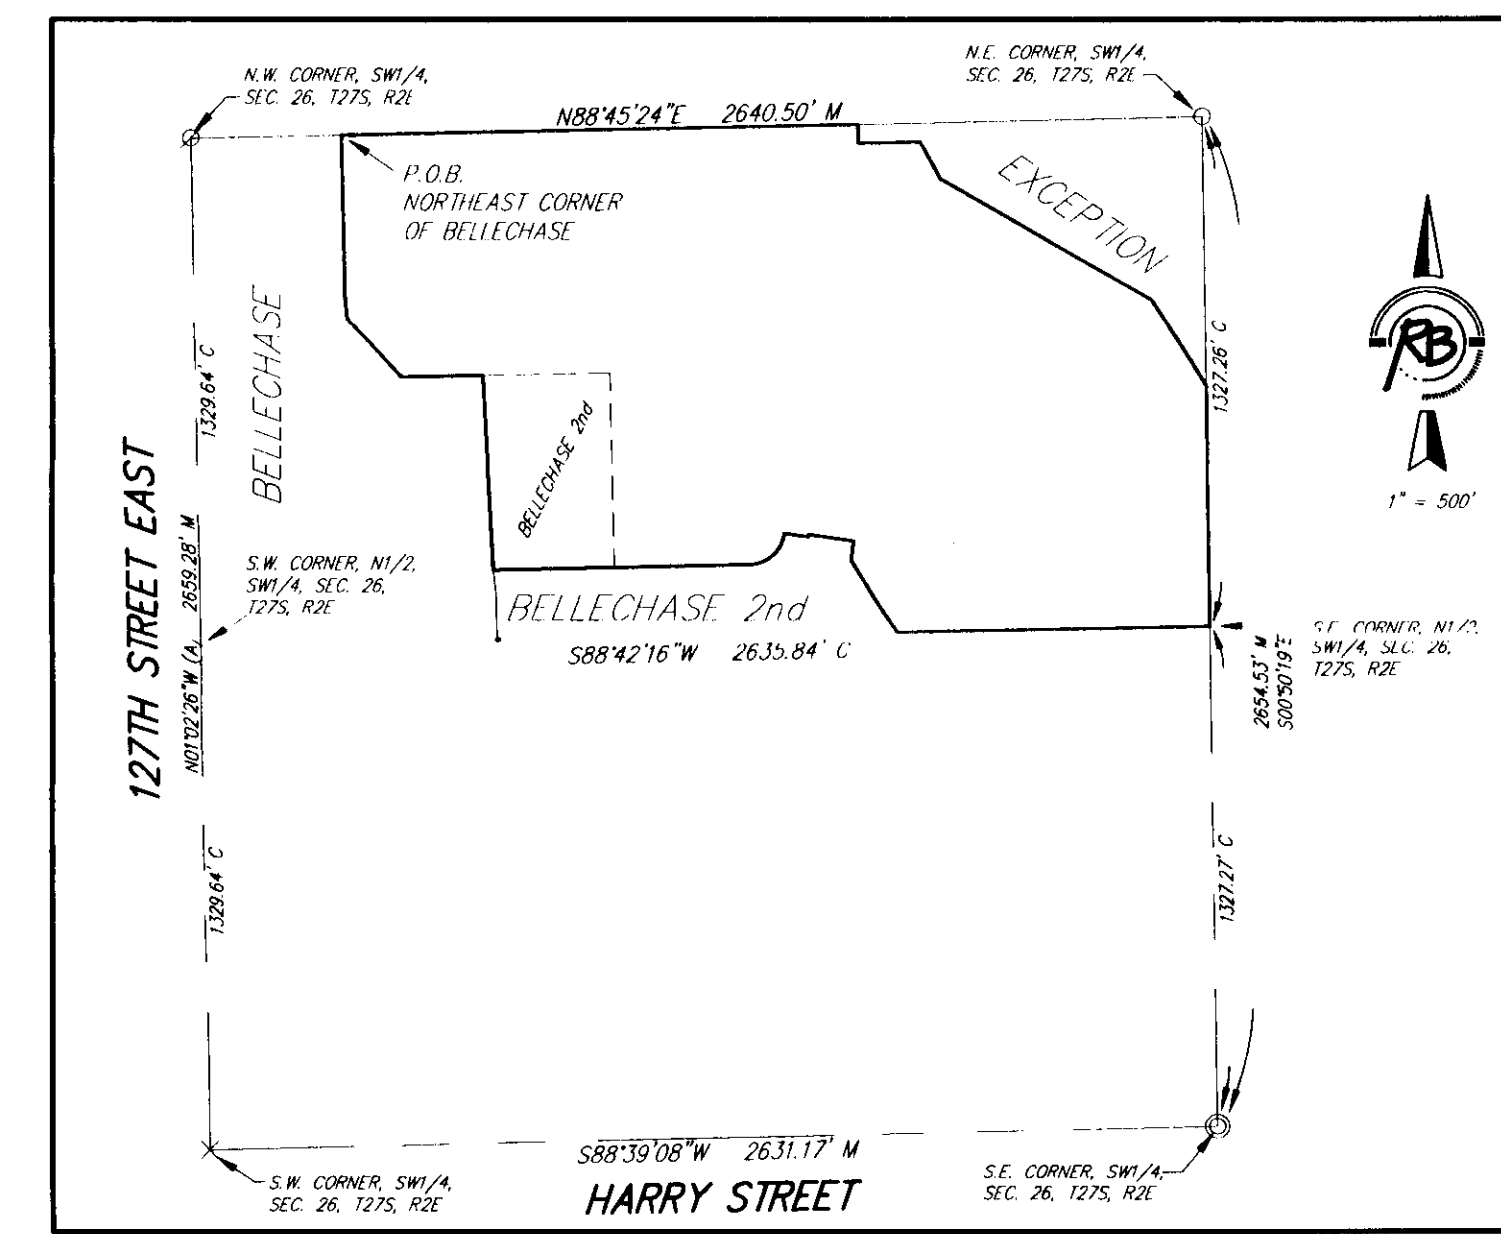 N.W. CORNER, SW1/4,
SEC. 26, T27S, R2E
N.E. CORNER, SW1/4,
SEC. 26, T27S, R2E
N88°45'24"E 2640.50' M
P.O.B.
NORTHEAST CORNER
OF BELLECHASE
EXCEPTION
BELLECHASE
1329.64' C
1327.26' C
RB
1" = 500'
BELLECHASE 2nd
127TH STREET EAST
N01°02'26"W (A. 2659.28' M
S.W. CORNER, N1/2,
SW1/4, SEC. 26,
T27S, R2E
BELLECHASE 2nd
S88°42'16"W 2635.84' C
S.E. CORNER, N1/2,
SW1/4, SEC. 26,
T27S, R2E
2654.53' M
S00°50'19"E
1329.64' C
1327.27' C
S88°39'08"W 2631.17' M
HARRY STREET
S.W. CORNER, SW1/4,
SEC. 26, T27S, R2E
S.E. CORNER, SW1/4,
SEC. 26, T27S, R2E